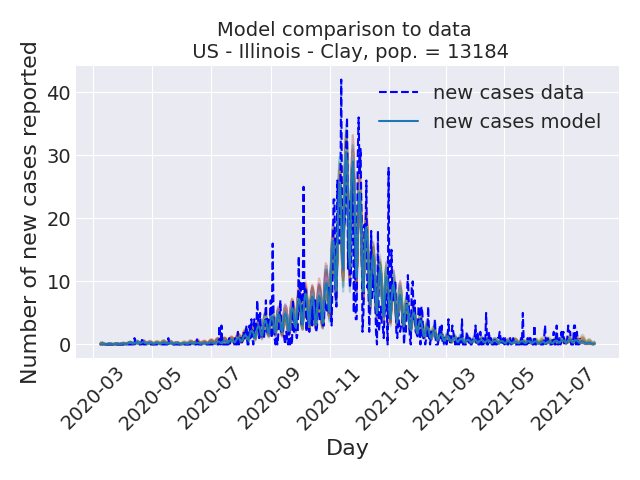 Model comparison to data
US - Illinois - Clay, pop. = 13184
Number of new cases reported
40
30
20
10
0
new cases data
new cases model
2020-03
2020-05
2020-07
2020-09
2020-11
2021-01
2021-03
2021-05
2021-07
Day